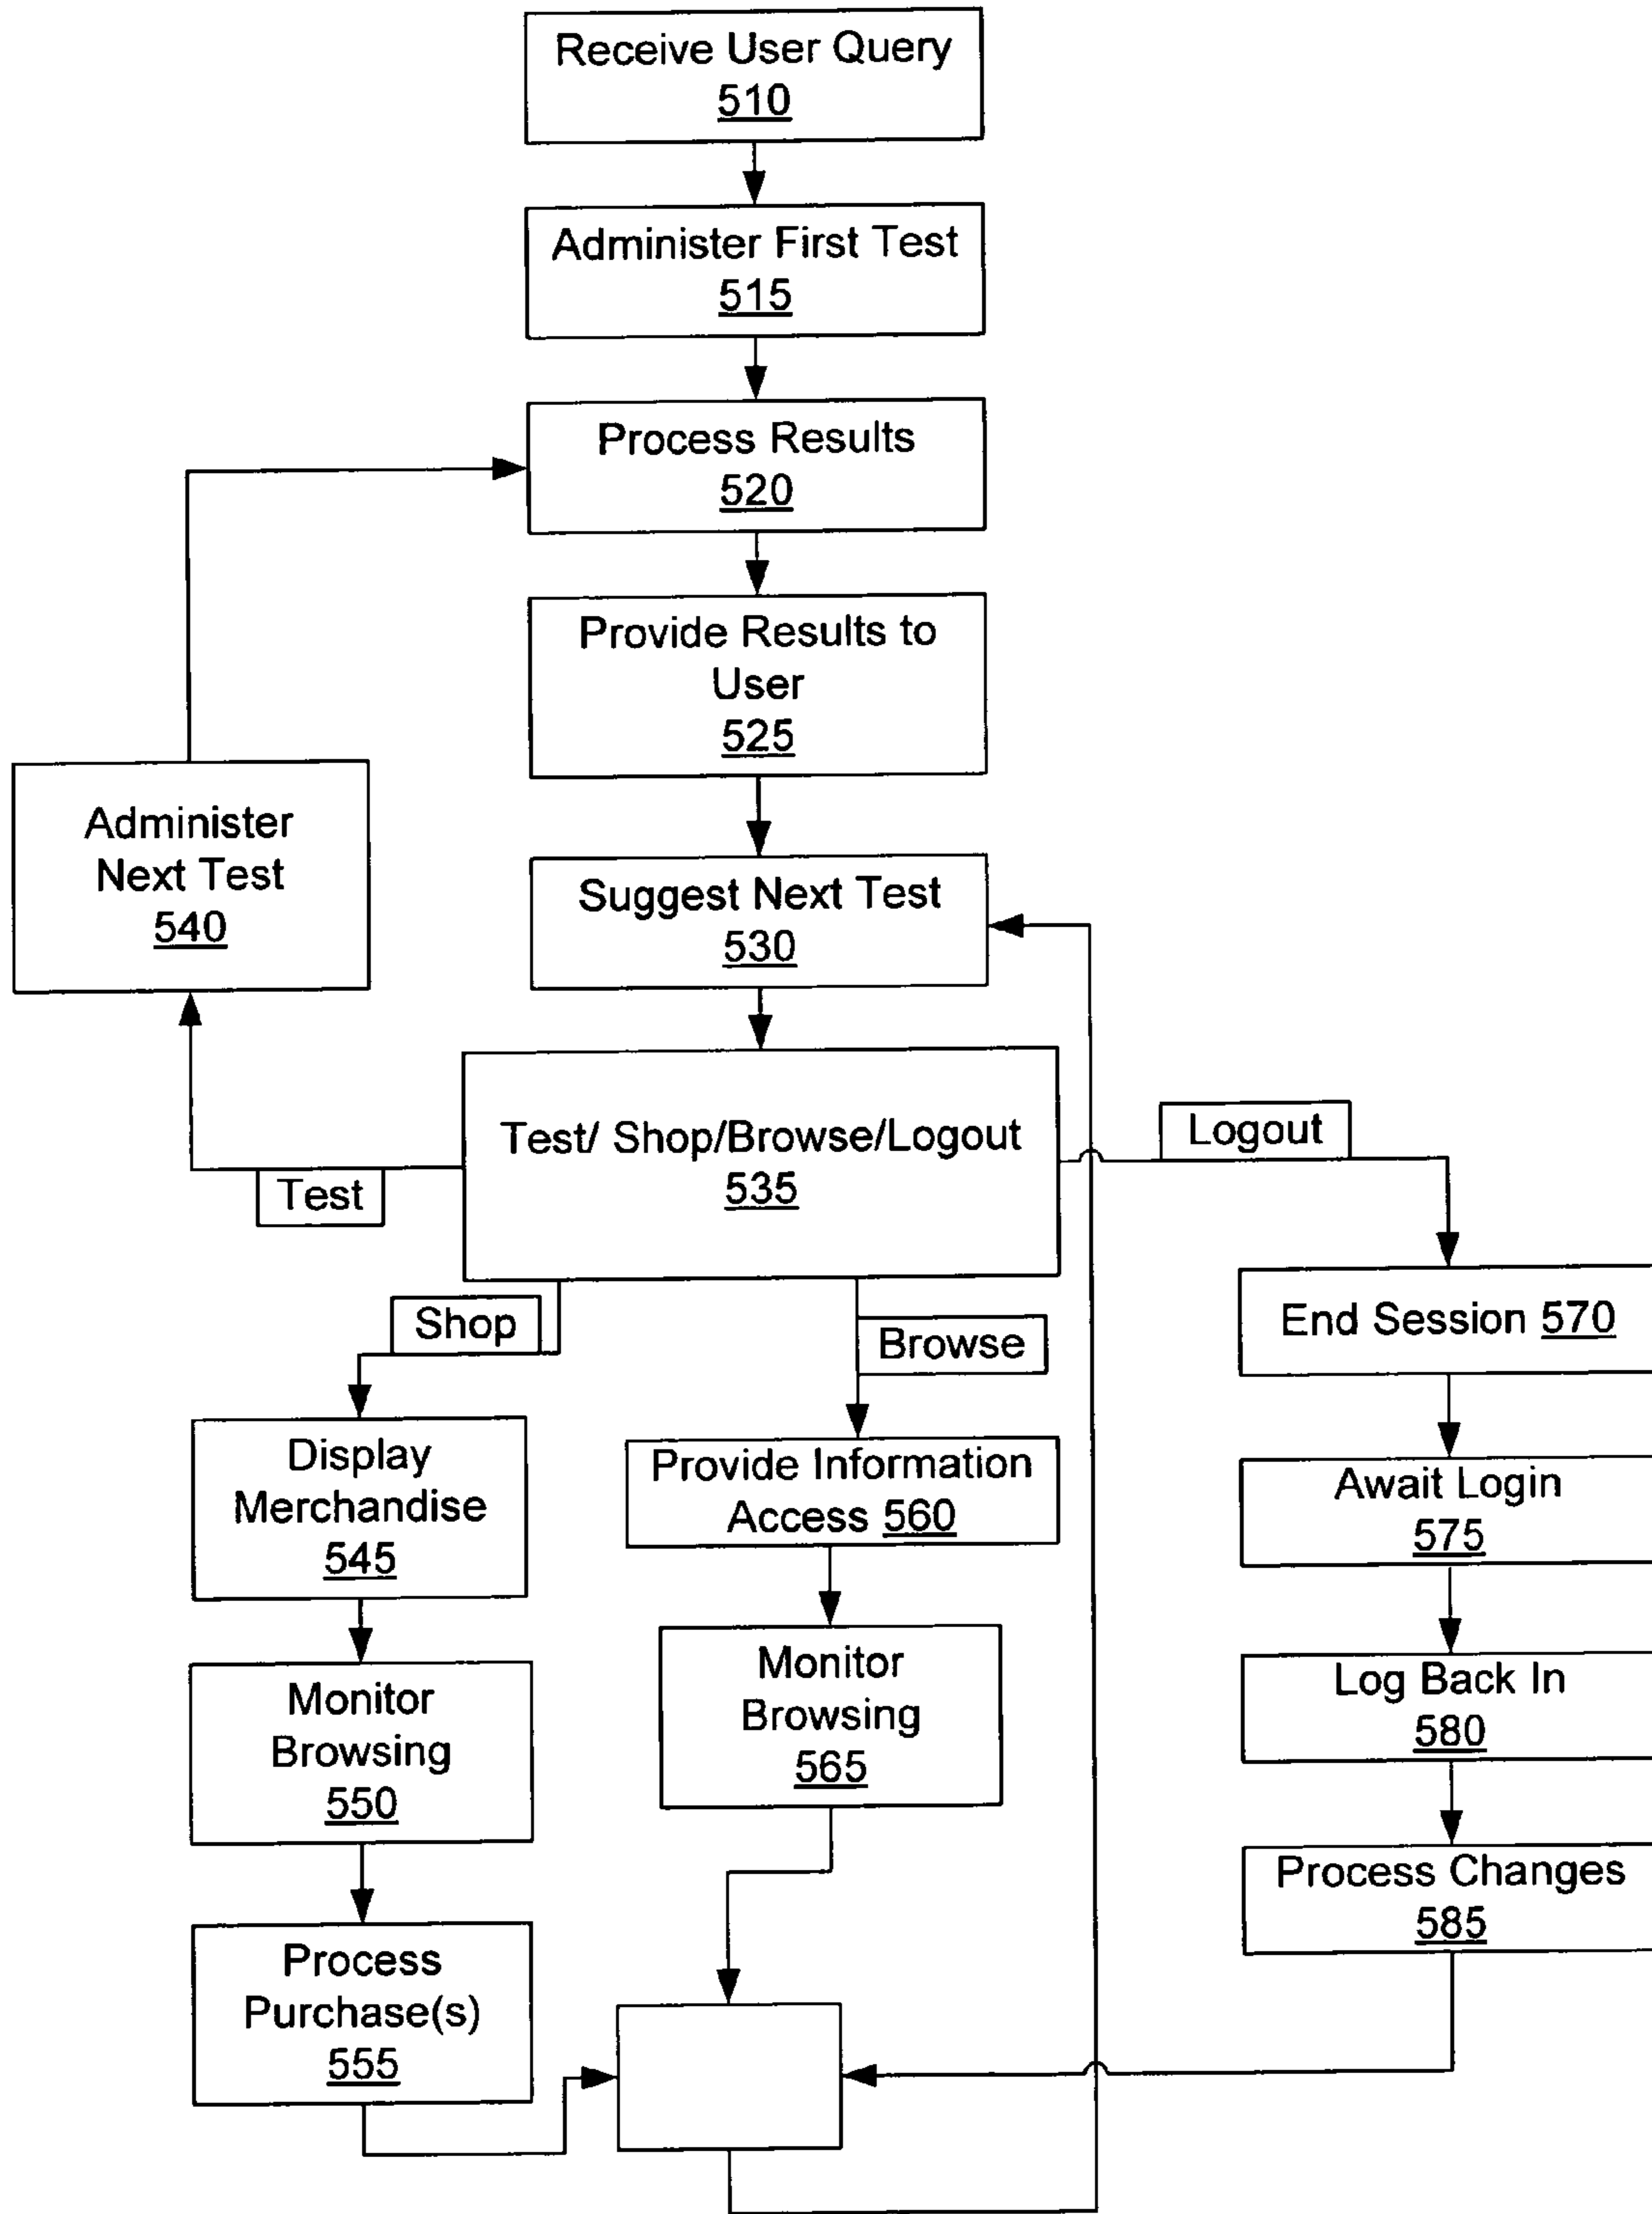 Receive User Query
510
Administer First Test
515
Process Results
520
Provide Results to
User
525
Administer
Next Test
540
Suggest Next Test
530
Test/ Shop/Browse/Logout
535
Logout
Test
Shop
Browse
End Session 570
Display
Merchandise
545
Provide Information
Access 560
Await Login
575
Monitor
Browsing
550
Monitor
Browsing
565
Log Back In
580
Process
Purchase(s)
555
Process Changes
585